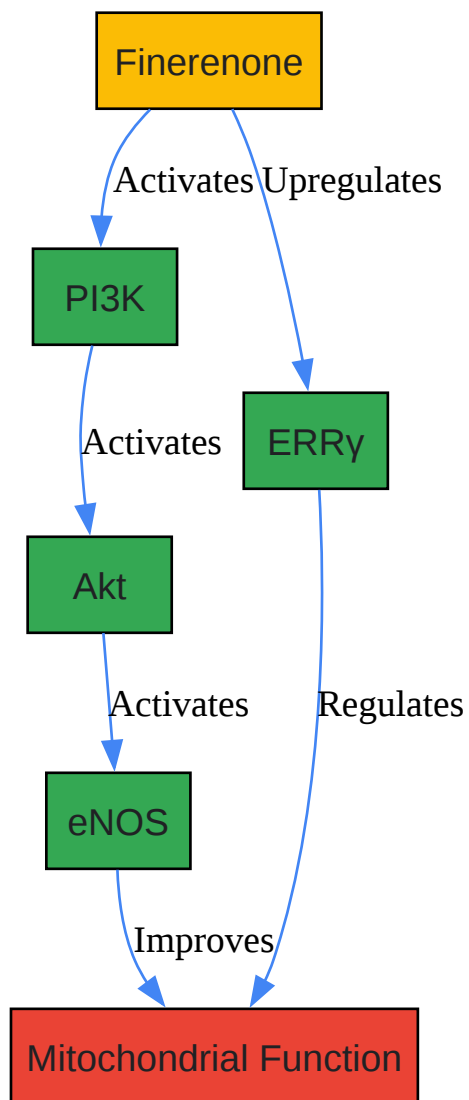 Finerenone
Activates Upregulates
PI3K
Activates
ERRγ
Akt
Activates
Regulates
eNOS
Improves
Mitochondrial Function